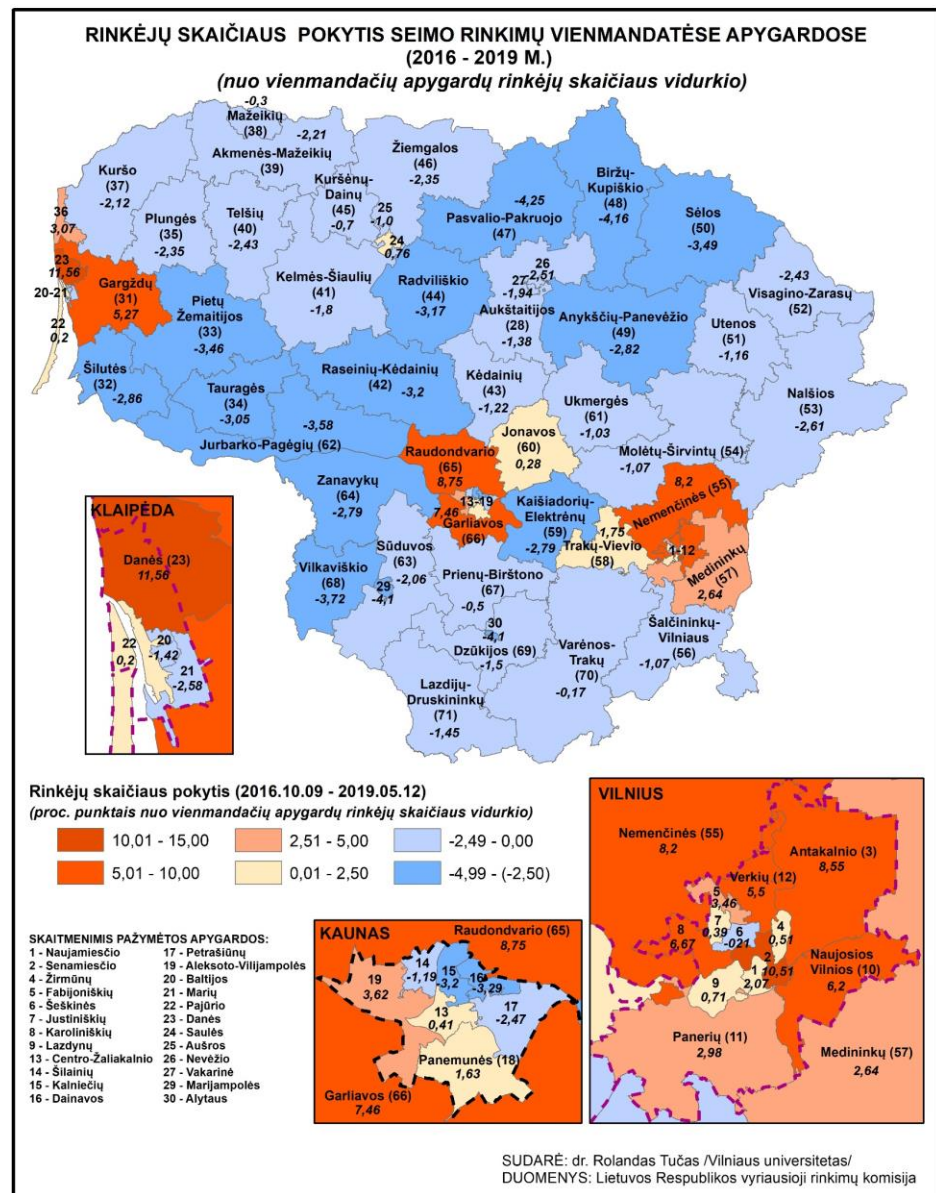 RINKĖJŲ SKAIČIAUS POKYTIS SEIMO RINKIMŲ VIENMANDATĖSE APYGARDOSE
(2016 - 2019 M.)
(nuo vienmandačių apygardų rinkėjų skaičiaus vidurkio)
-0,3
Mažeikių
(38)
-2,21
Akmenės-Mažeikių
(39)
Žiemgalos
(46)
-2,35
Kuršo
(37)
-2,12
Kuršėnų-
Dainų
(45)
-0,7
25
-1,0
24
0,76
Plungės
(35)
-2,35
Telšių
(40)
-2,43
-4,25
Pasvalio-Pakruojo
(47)
Biržų-
Kupiškio
(48)
-4,16
Sėlos
(50)
-3,49
36
3,07
23
11,56
20-21
22
0,2
Gargždų
(31)
5,27
Kelmės-Šiaulių
(41)
-1,8
Radviliškio
(44)
-3,17
26
-2,51
27
-1,94
Aukštaitijos
(28)
-1,38
-2,43
Visagino-Zarasų
(52)
Pietų
Žemaitijos
(33)
-3,46
Anykščių-Panevėžio
(49)
-2,82
Utenos
(51)
-1,16
Šilutės
(32)
-2,86
Tauragės
(34)
-3,05
Raseinių-Kėdainių
(42)
-3,2
Kėdainių
(43)
-1,22
Ukmergės
(61)
-1,03
Nalšios
(53)
-2,61
-3,58
Jurbarko-Pagėgių (62)
Jonavos
(60)
0,28
Molėtų-Širvintų (54)
-1,07
Raudondvario
(65)
8,75
8,2
Nemenčinės (55)
Zanavykų
(64)
-2,79
13-19
7,46
Garliavos
(66)
Kaišiadorių-
Elektrėnų
(59)
-2,79
1,75
Trakų-Vievio
(58)
1-12
Medininkų
(57)
2,64
Sūduvos
(63)
-2,06
Vilkaviškio
(68)
-3,72
29
-4,1
Prienų-Birštono
(67)
-0,5
30
-4,1
Dzūkijos (69)
-1,5
Šalčininkų-
Vilniaus
(56)
-1,07
Varėnos-
Trakų
(70)
-0,17
Lazdijų-
Druskininkų
(71)
-1,45
KLAIPĖDA
Danės (23)
11,56
22
0,2
20
-1,42
21
-2,58
Rinkėjų skaičiaus pokytis (2016.10.09 - 2019.05.12)
(proc. punktais nuo vienmandačių apygardų rinkėjų skaičiaus vidurkio)
10,01 - 15,00
2,51 - 5,00
-2,49 - 0,00
5,01 - 10,00
0,01 - 2,50
-4,99 - (-2,50)
SKAITMENIMIS PAŽYMĖTOS APYGARDOS:
1 - Naujamiesčio
2 - Senamiesčio
4 - Žirmūnų
5 - Fabijoniškių
6 - Šeškinės
7 - Justiniškių
8 - Karoliniškių
9 - Lazdynų
13 - Centro-Žaliakalnio
14 - Šilainių
15 - Kalniečių
16 - Dainavos
17 - Petrašiūnų
19 - Aleksoto-Vilijampolės
20 - Baltijos
21 - Marių
22 - Pajūrio
23 - Danės
24 - Saulės
25 - Aušros
26 - Nevėžio
27 - Vakarinė
29 - Marijampolės
30 - Alytaus
KAUNAS
Raudondvario (65)
8,75
14
-1,19
15
-3,2
16
-3,29
19
3,62
17
-2,47
13
0,41
Panemunės (18)
1,63
Garliavos (66)
7,46
VILNIUS
Nemenčinės (55)
8,2
Antakalnio (3)
8,55
Verkių (12)
5,5
5
3,46
7
0,39
6
-021
4
0,51
8
6,67
2
10,51
1
2,07
9
0,71
Naujosios
Vilnios (10)
6,2
Panerių (11)
2,98
Medininkų (57)
2,64
SUDARĖ: dr. Rolandas Tučas /Vilniaus universitetas/
DUOMENYS: Lietuvos Respublikos vyriausioji rinkimų komisija